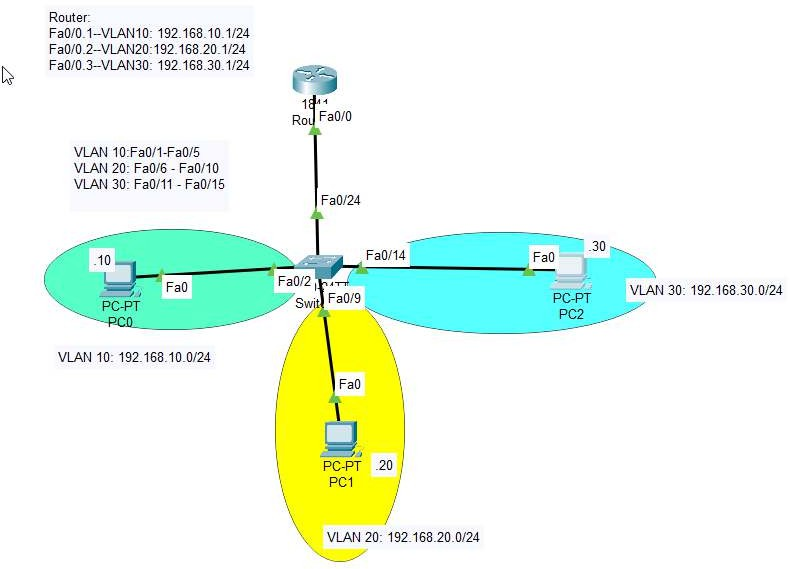 Router:
Fa0/0.1--VLAN10: 192.168.10.1/24
Fa0/0.2--VLAN20:192.168.20.1/24
Fa0/0.3--VLAN30: 192.168.30.1/24
Fa0/0
VLAN 10:Fa0/1-Fa0/5
VLAN 20: Fa0/6 - Fa0/10
VLAN 30: Fa0/11 - Fa0/15
Fa0/24
.10
Fa0
PC-PT
PC0
VLAN 10: 192.168.10.0/24
Fa0/2
Fa0/14
Fa0/9
Fa0
.30
PC-PT
PC2
VLAN 30: 192.168.30.0/24
Fa0
PC-PT
PC1
.20
VLAN 20: 192.168.20.0/24